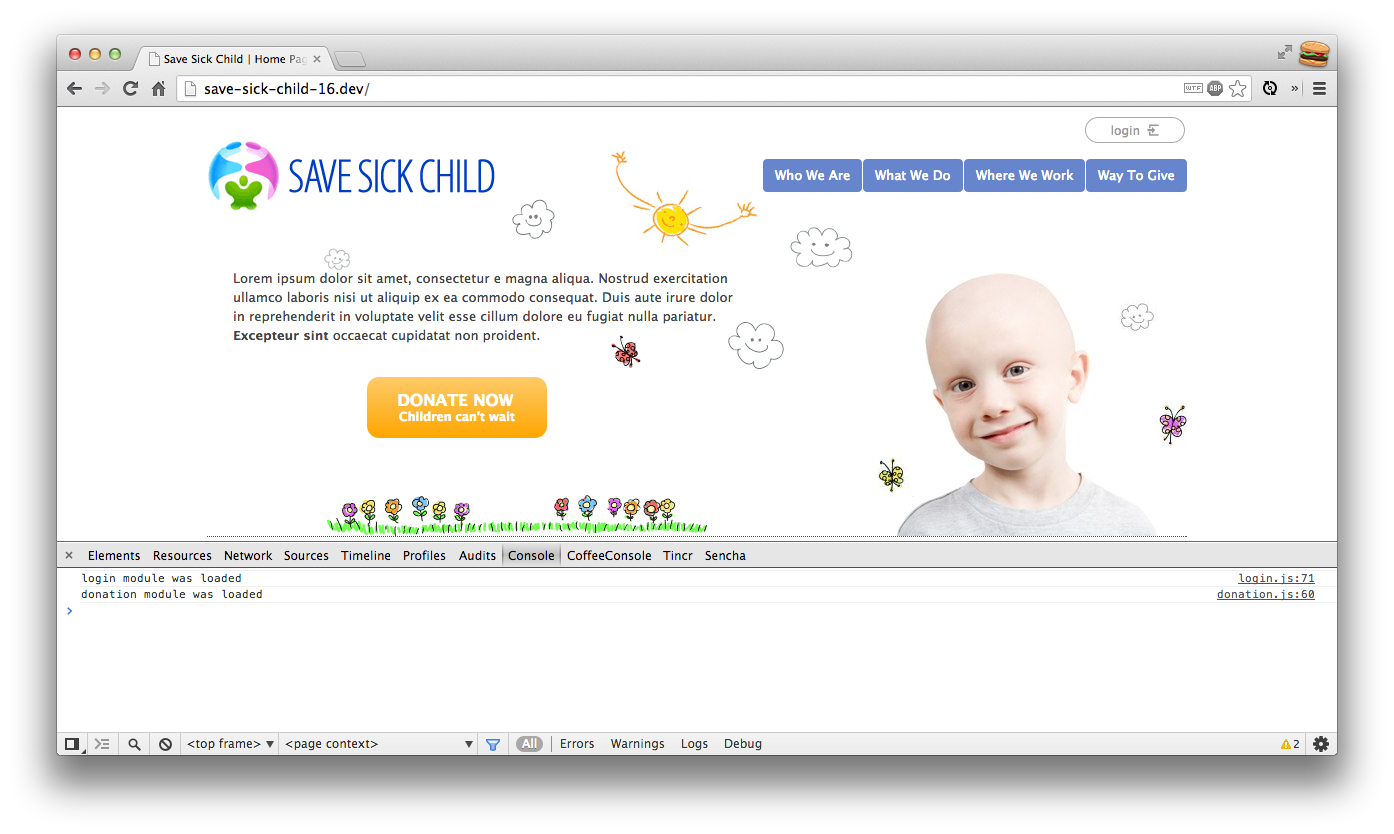 Save Sick Child | Home Pag
save-sick-child-16.dev/
WTF
ABP
»
login
SAVE SICK CHILD
Who We Are
What We Do
Where We Work
Way To Give
Lorem ipsum dolor sit amet, consectetur e magna aliqua. Nostrud exercitation
ullamco laboris nisi ut aliquip ex ea commodo consequat. Duis aute irure dolor
in reprehenderit in voluptate velit esse cillum dolore eu fugiat nulla pariatur.
Excepteur sint occaecat cupidatat non proident.
DONATE NOW
Children can't wait
Elements Resources Network Sources Timeline Profiles Audits Console CoffeeConsole Tincr Sencha
login module was loaded
login.js:71
donation module was loaded
donation.js:60
<top frame>
<page context>
All
Errors Warnings Logs Debug
2